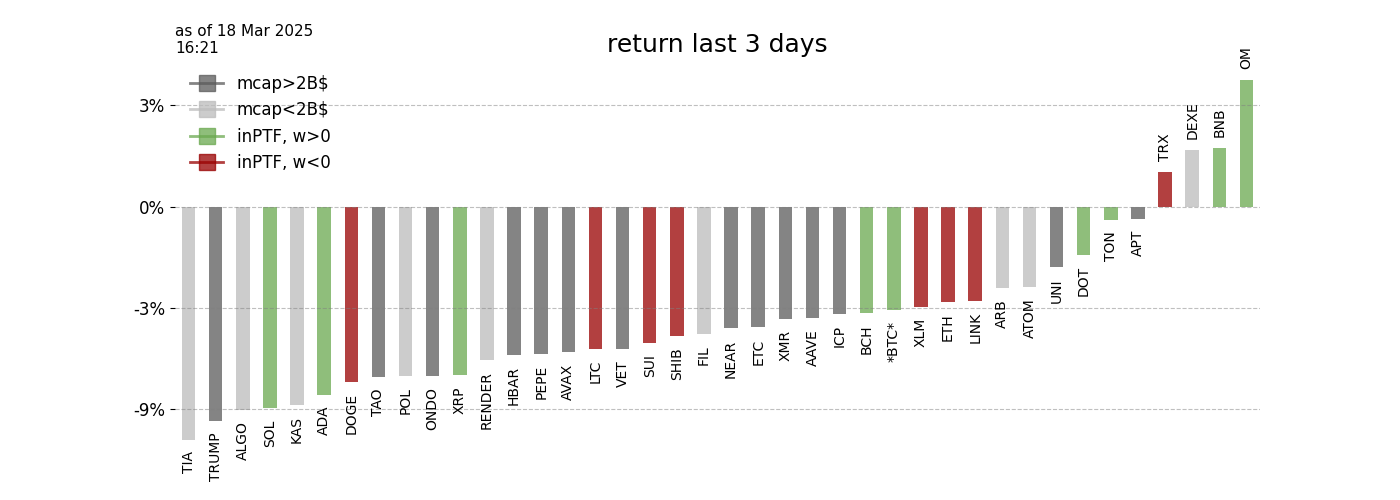 as of 18 Mar 2025
16:21
return last 3 days
mcap>2B$
mcap<2B$
inPTF, w>0
inPTF, w<0
3%
0%
-3%
-9%
TIA
TRUMP
ALGO
SOL
KAS
ADA
DOGE
TAO
POL
ONDO
XRP
RENDER
HBAR
PEPE
AVAX
LTC
VET
SUI
SHIB
FIL
NEAR
ETC
XMR
AAVE
ICP
BCH
*BTC*
XLM
ETH
LINK
ARB
ATOM
UNI
DOT
TON
APT
TRX
DEXE
BNB
OM